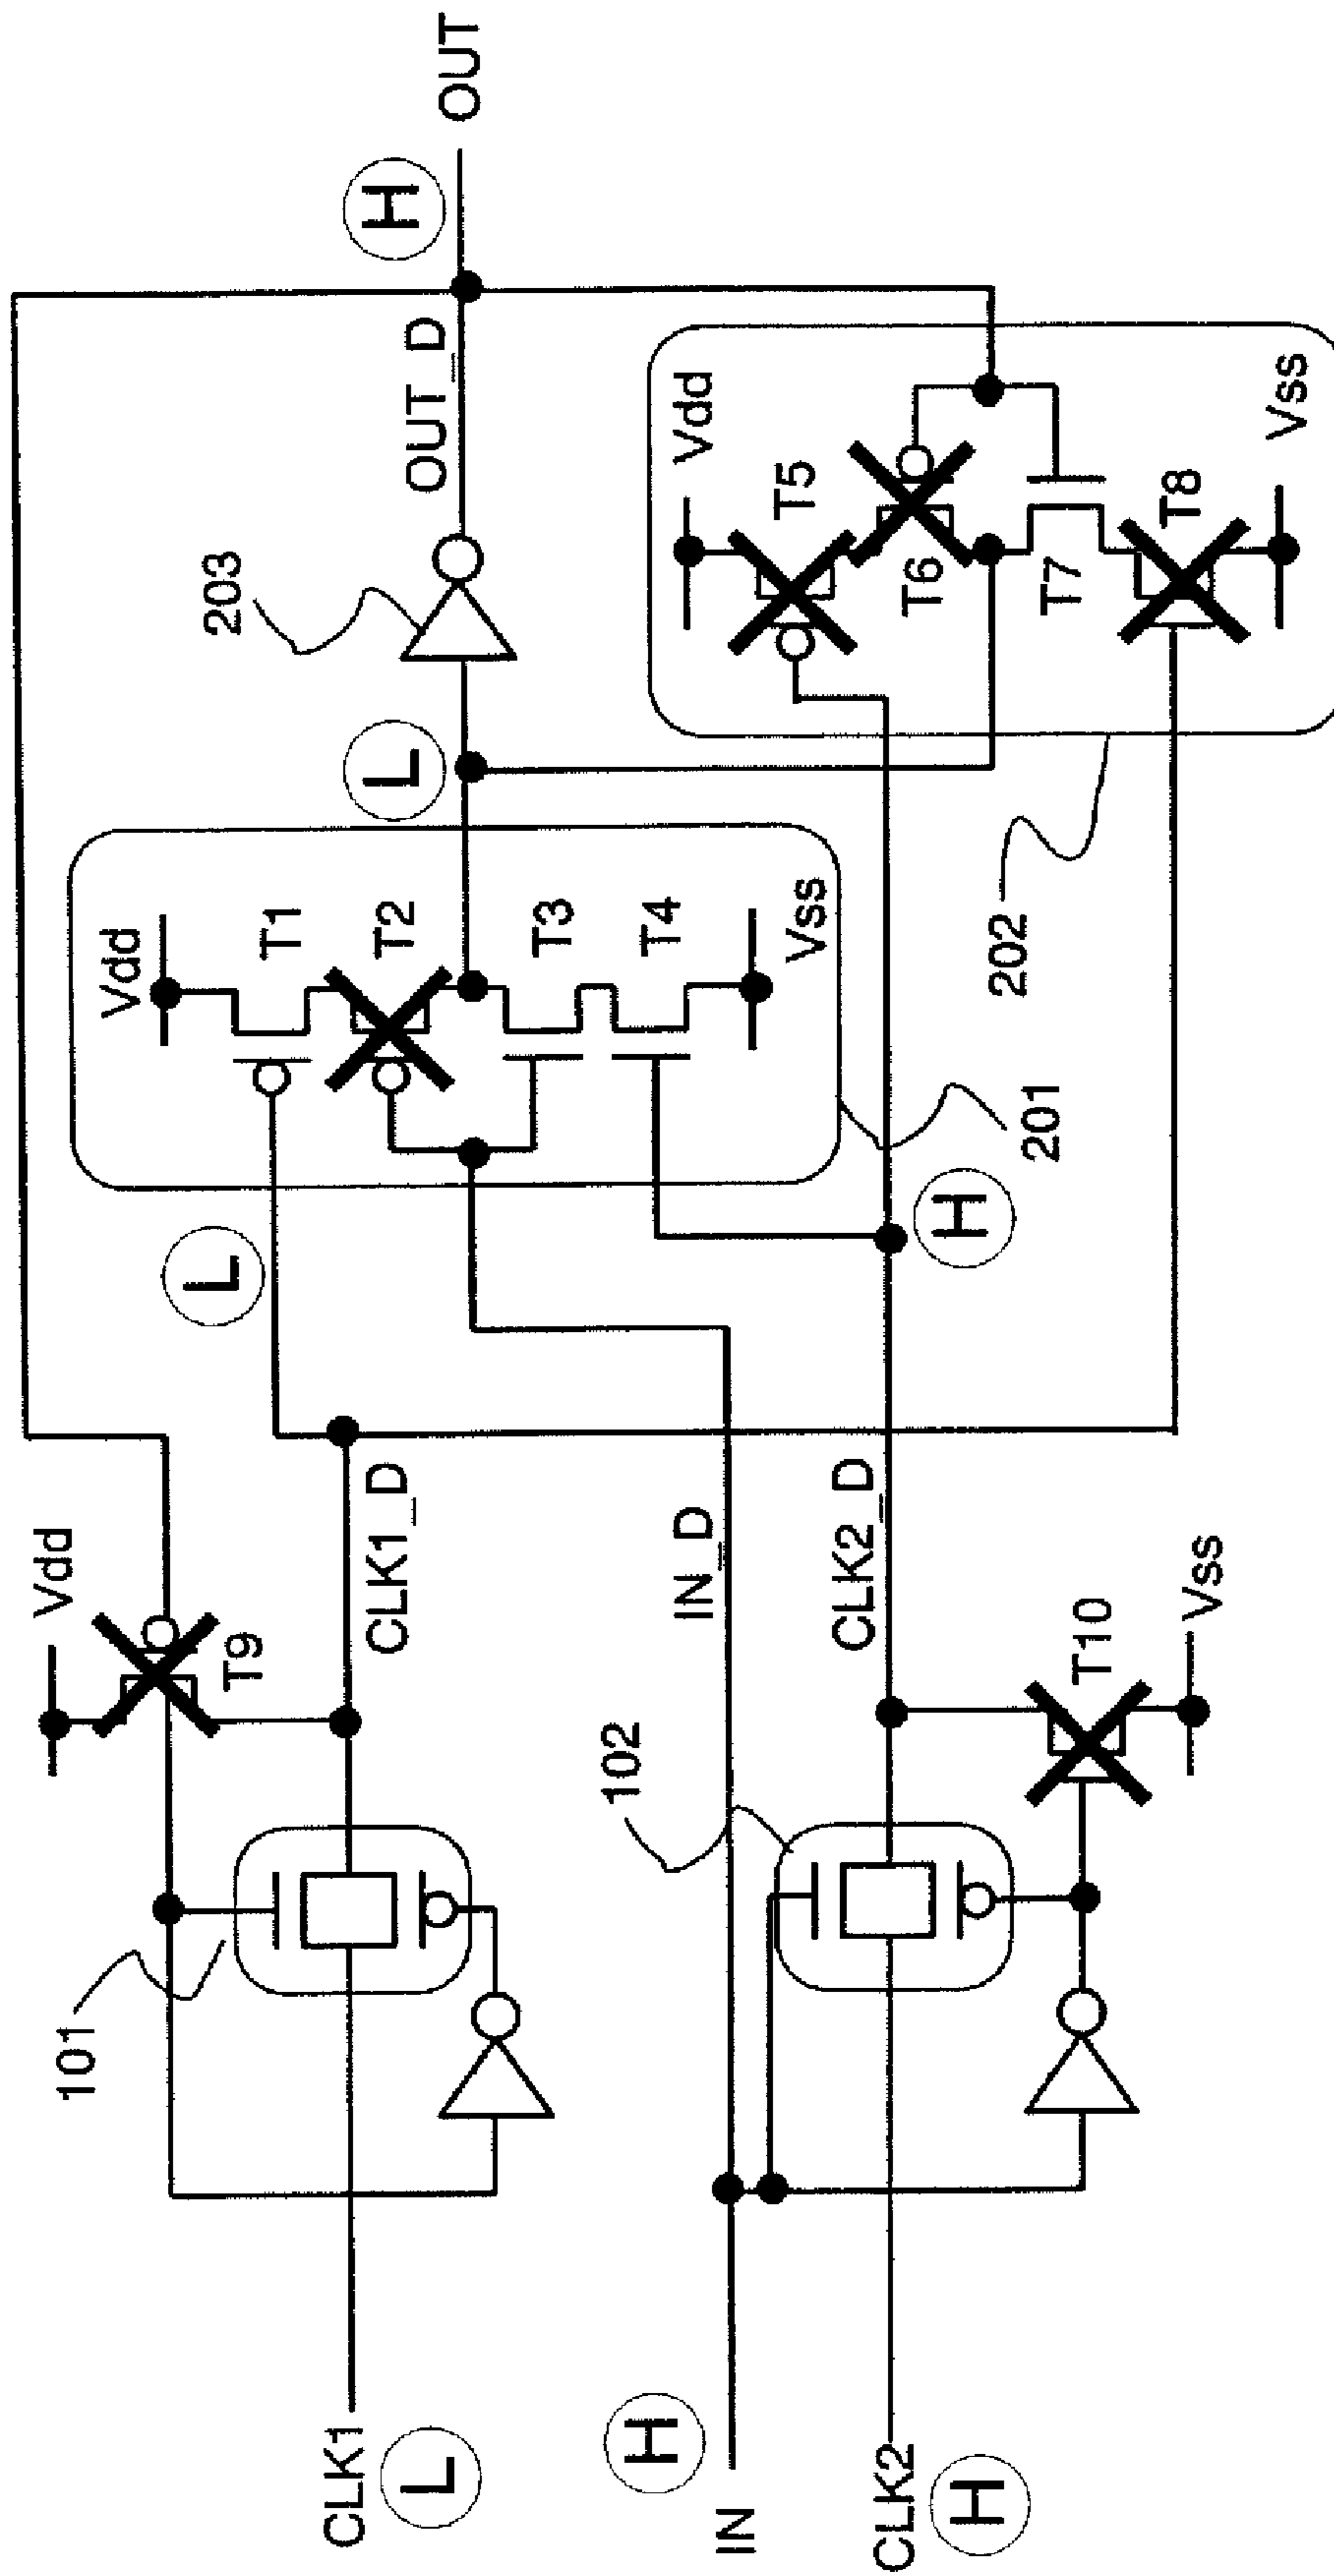 CLK1
L
H
IN
CLK2
H
101
Vdd
T9
CLK1_D
L
IN_D
102
CLK2_D
H
T10
Vss
Vdd
T1
T2
T3
T4
Vss
201
L
203
OUT_D
H
OUT
Vdd
T5
T6
T7
T8
Vss
202